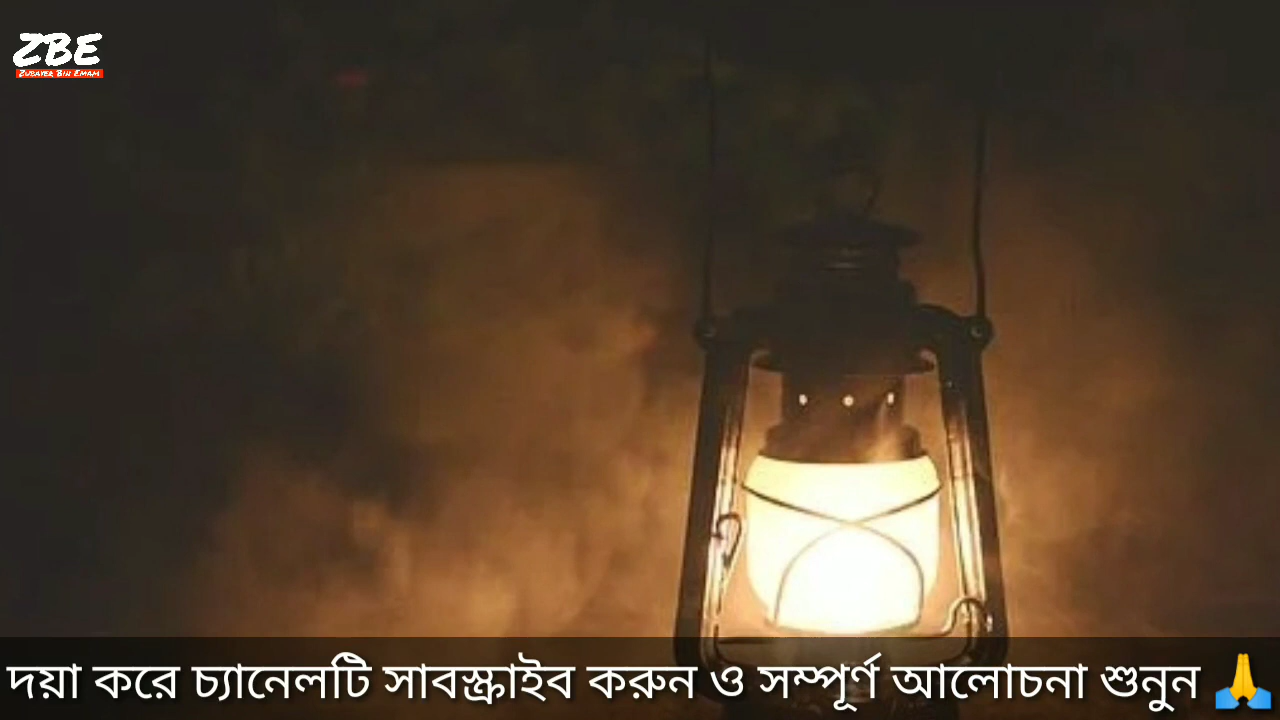 ZBE
Zubayer Bin Emam
দয়া করে চ্যানেলটি সাবস্ক্রাইব করুন ও সম্পূর্ণ আলোচনা শুনুন 🙏